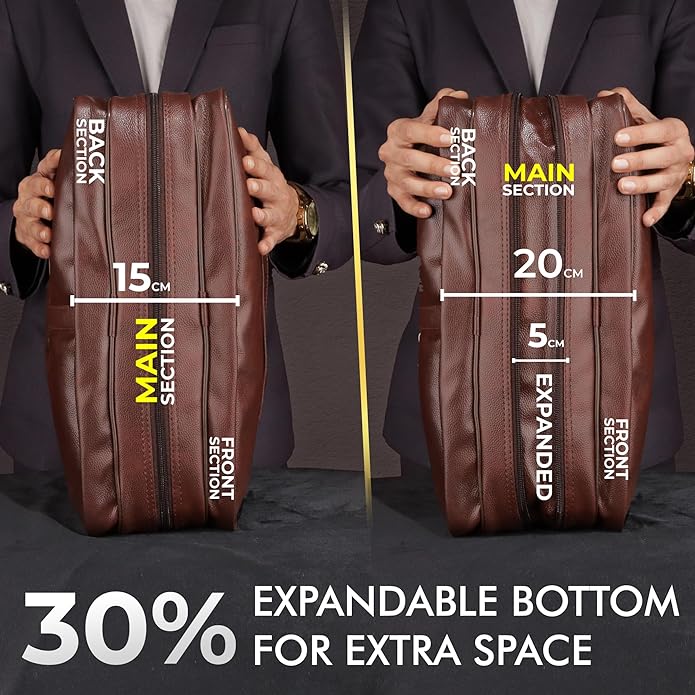 BACK
SECTION
15CM
MAIN
SECTION
FRONT
SECTION
BACK
SECTION
MAIN
SECTION
20CM
5CM
EXPANDED
FRONT
SECTION
30% EXPANDABLE BOTTOM
FOR EXTRA SPACE